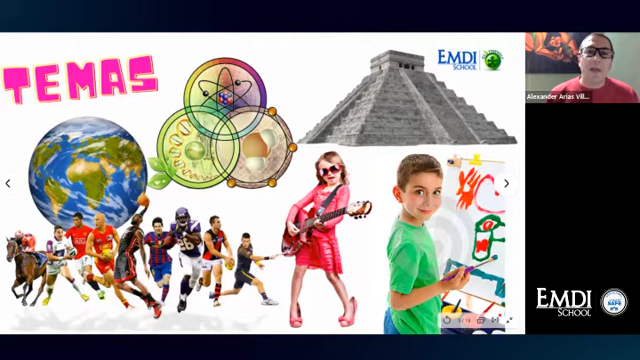 TEMAS
EMDI
SCHOOL
Alexander Arias Vill...
EMDI
SCHOOL